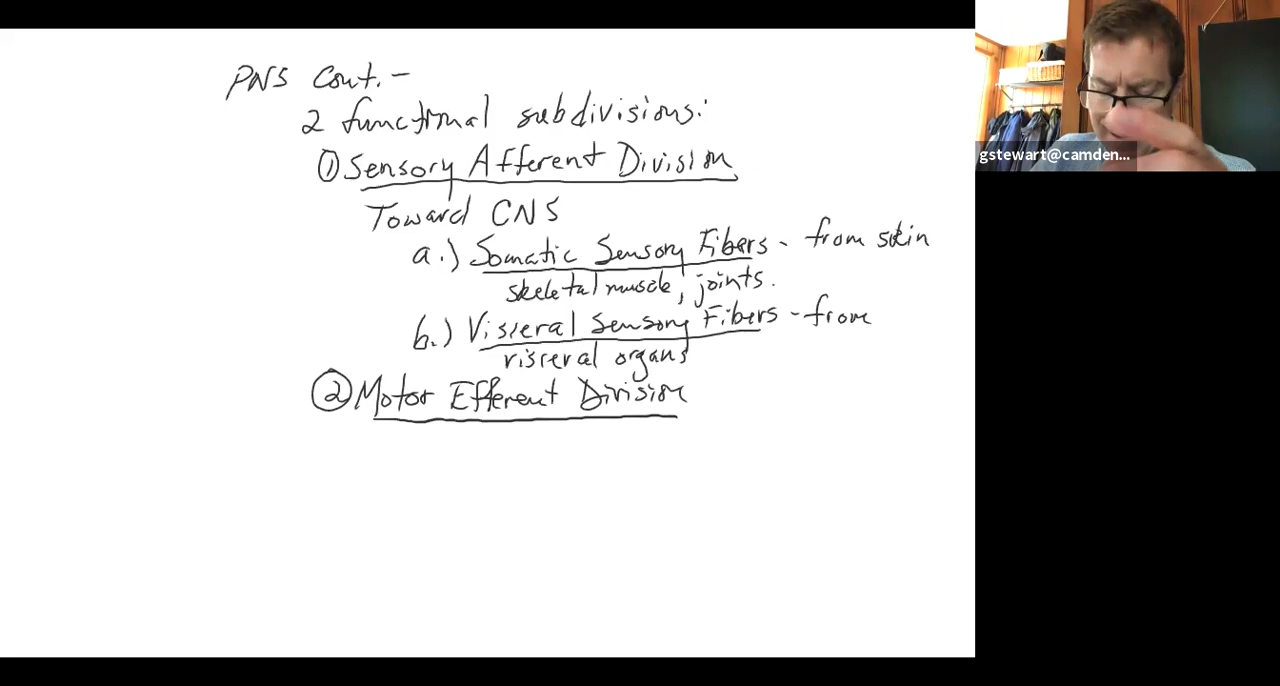 PNS Cont. -
2 functional subdivisions:
① Sensory Afferent Division
Toward CNS
a.) Somatic Sensory Fibers - from skin
skeletal muscle, joints.
b.) Visceral Sensory Fibers - from
visceral organs
② Motor Efferent Division
gstewart@camden...